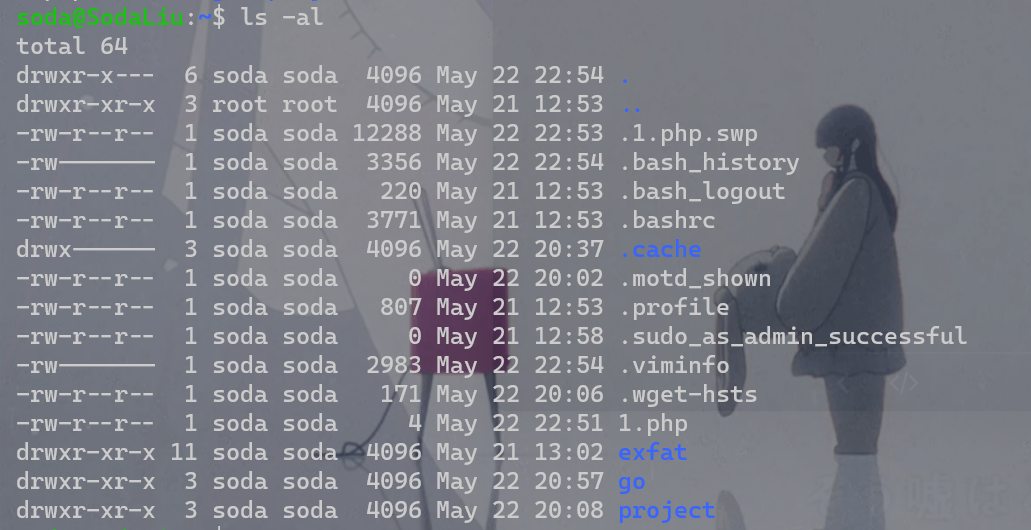 soda@SodaLiu:~$ ls -al
total 64
drwxr-x---  6 soda soda  4096 May 22 22:54 .
drwxr-xr-x  3 root root  4096 May 21 12:53 ..
-rw-r--r--  1 soda soda 12288 May 22 22:53 .1.php.swp
-rw-------  1 soda soda  3356 May 22 22:54 .bash_history
-rw-r--r--  1 soda soda   220 May 21 12:53 .bash_logout
-rw-r--r--  1 soda soda  3771 May 21 12:53 .bashrc
drwx------  3 soda soda  4096 May 22 20:37 .cache
-rw-r--r--  1 soda soda     0 May 22 20:02 .motd_shown
-rw-r--r--  1 soda soda   807 May 21 12:53 .profile
-rw-r--r--  1 soda soda     0 May 21 12:58 .sudo_as_admin_successful
-rw-------  1 soda soda  2983 May 22 22:54 .viminfo
-rw-r--r--  1 soda soda   171 May 22 20:06 .wget-hsts
-rw-r--r--  1 soda soda     4 May 22 22:51 1.php
drwxr-xr-x 11 soda soda  4096 May 21 13:02 exfat
drwxr-xr-x  3 soda soda  4096 May 22 20:57 go
drwxr-xr-x  3 soda soda  4096 May 22 20:08 project